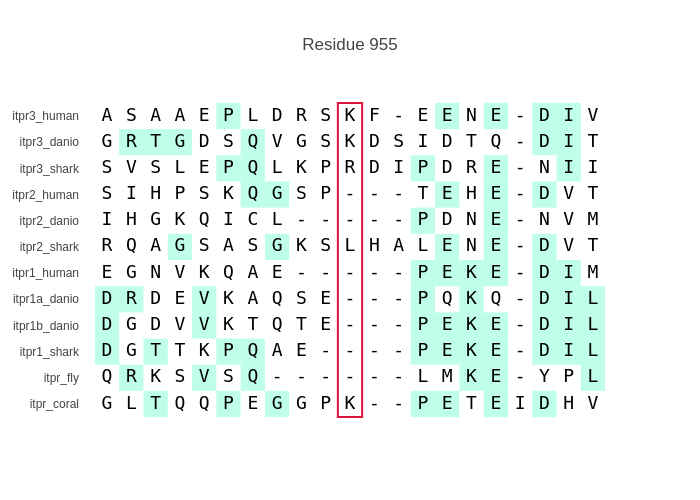 Residue 955
itpr3_human A S A A E P L D R S K F - E E N E - D I V
itpr3_danio G R T G D S Q V G S K D S I D T Q - D I T
itpr3_shark S V S L E P Q L K P R D I P D R E - N I I
itpr2_human S I H P S K Q G S P - - - T E H E - D V T
itpr2_danio I H G K Q I C L - - - - - P D N E - N V M
itpr2_shark R Q A G S A S G K S L H A L E N E - D V T
itpr1_human E G N V K Q A E - - - - - P E K E - D I M
itpr1a_danio D R D E V K A Q S E - - - P Q K Q - D I L
itpr1b_danio D G D V V K T Q T E - - - P E K E - D I L
itpr1_shark D G T T K P Q A E - - - - P E K E - D I L
itpr_fly Q R K S V S Q - - - - - - L M K E - Y P L
itpr_coral G L T Q Q P E G G P K - - P E T E I D H V